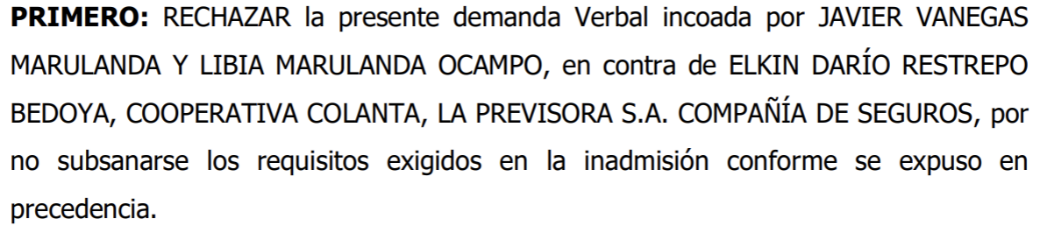 PRIMERO: RECHAZAR la presente demanda Verbal incoada por JAVIER VANEGAS
MARULANDA Y LIBIA MARULANDA OCAMPO, en contra de ELKIN DARÍO RESTREPO
BEDOYA, COOPERATIVA COLANTA, LA PREVISORA S.A. COMPAÑÍA DE SEGUROS, por
no subsanarse los requisitos exigidos en la inadmisión conforme se expuso en
precedencia.